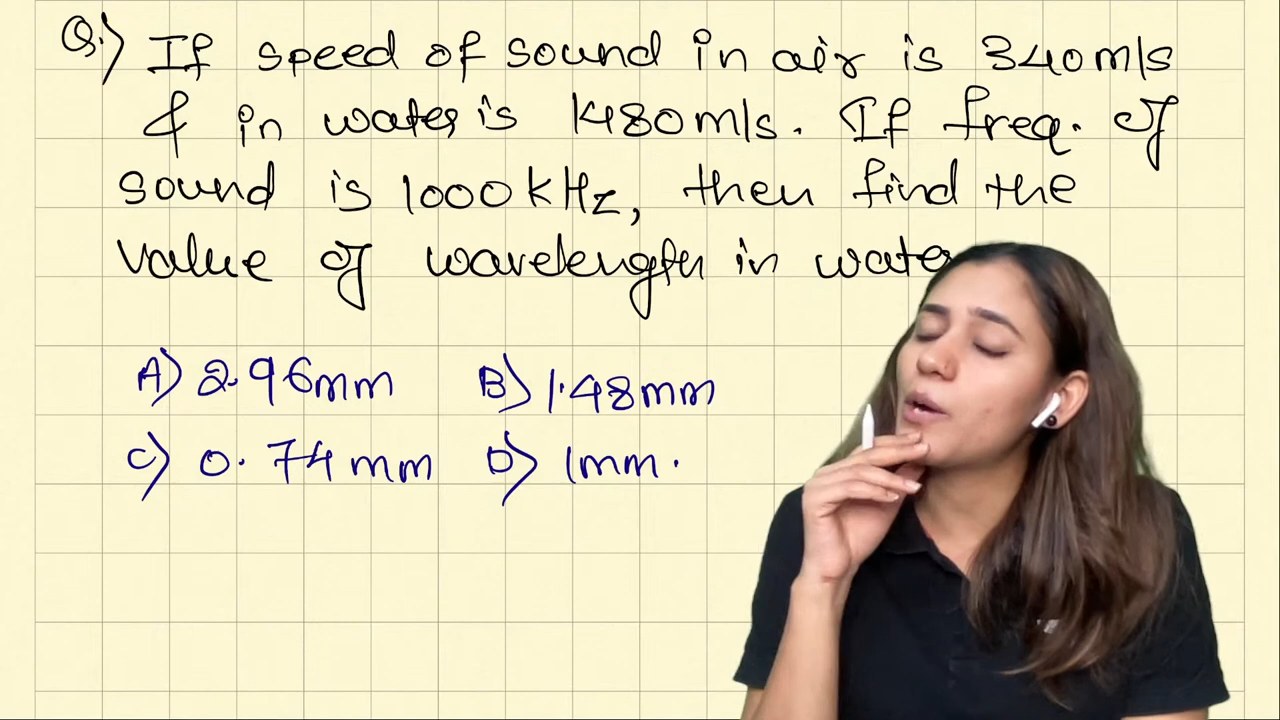 Q.) If speed of sound in air is 340m/s
& in water is 1480m/s. If freq. of
sound is 1000kHz, then find the
value of wavelength in water
A) 2.96mm B) 1.48mm
C) 0.74mm D) 1mm.